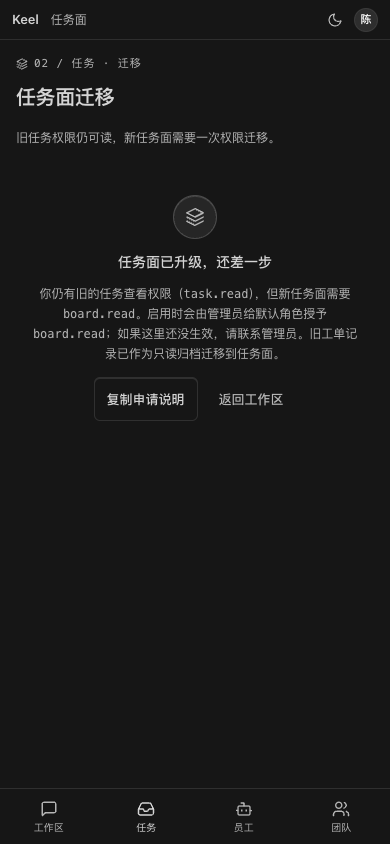 Keel 任务面
陈
02 / 任务 · 迁移
任务面迁移
旧任务权限仍可读，新任务面需要一次权限迁移。
任务面已升级，还差一步
你仍有旧的任务查看权限（task.read），但新任务面需要
board.read。启用时会由管理员给默认角色授予
board.read；如果这里还没生效，请联系管理员。旧工单记
录已作为只读归档迁移到任务面。
复制申请说明 返回工作区
工作区 任务 员工 团队